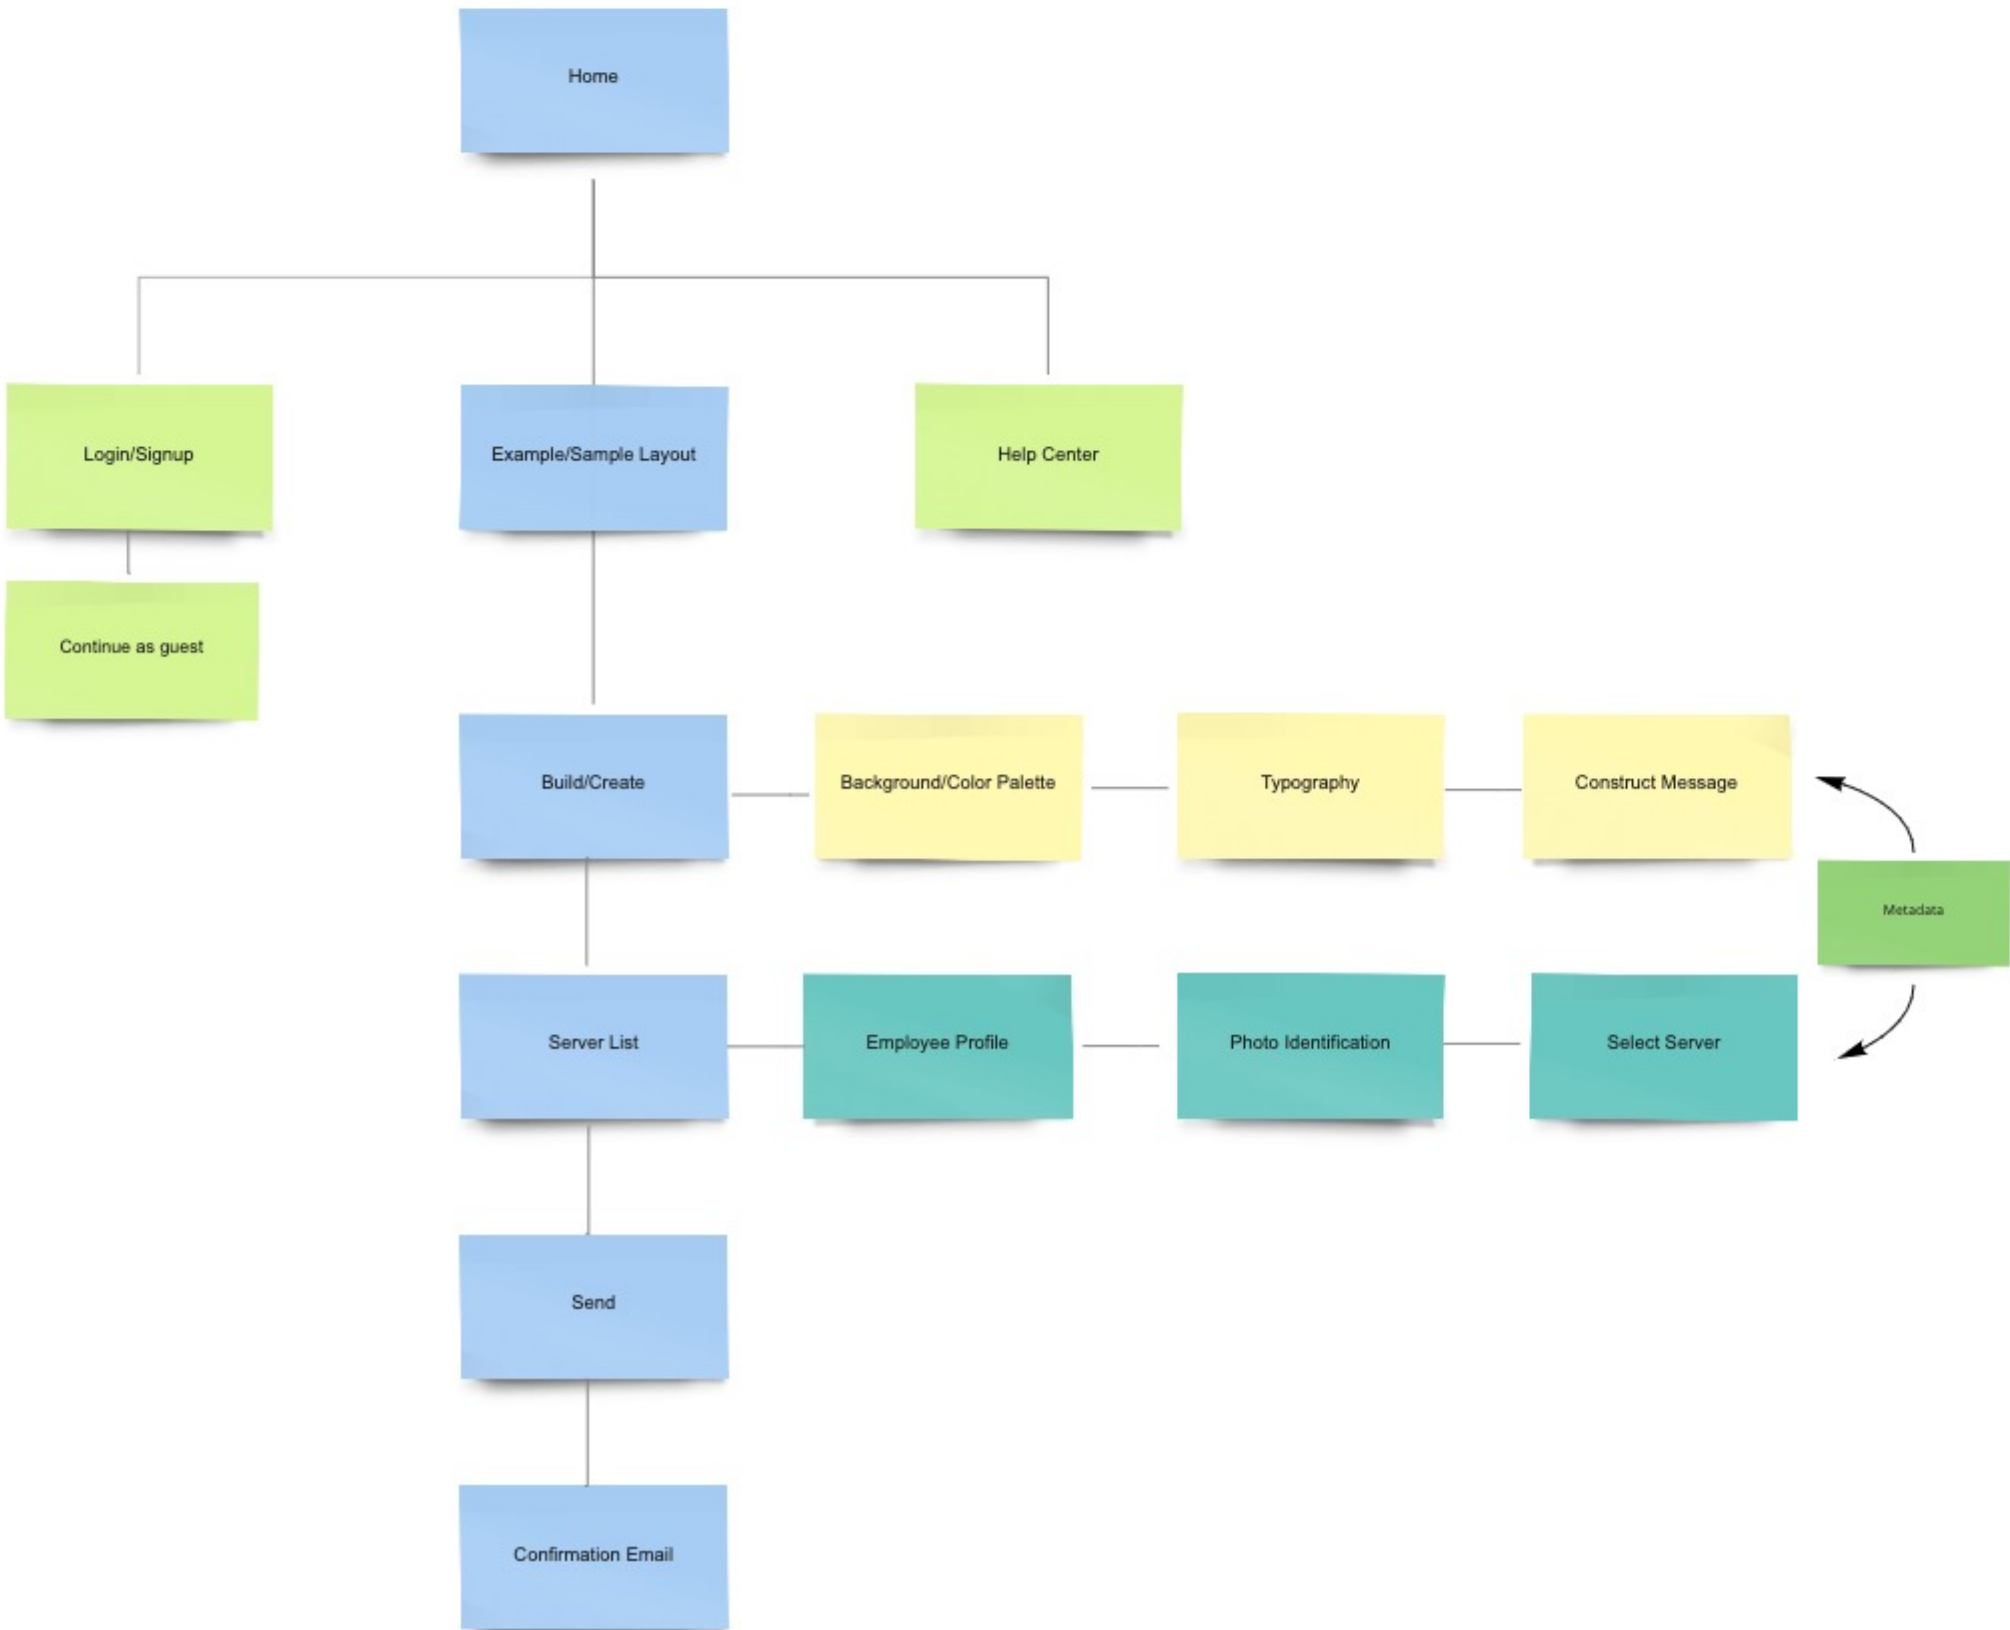 Home
Login/Signup
Example/Sample Layout
Help Center
Continue as guest
Build/Create
Background/Color Palette
Typography
Construct Message
Metadata
Server List
Employee Profile
Photo Identification
Select Server
Send
Confirmation Email